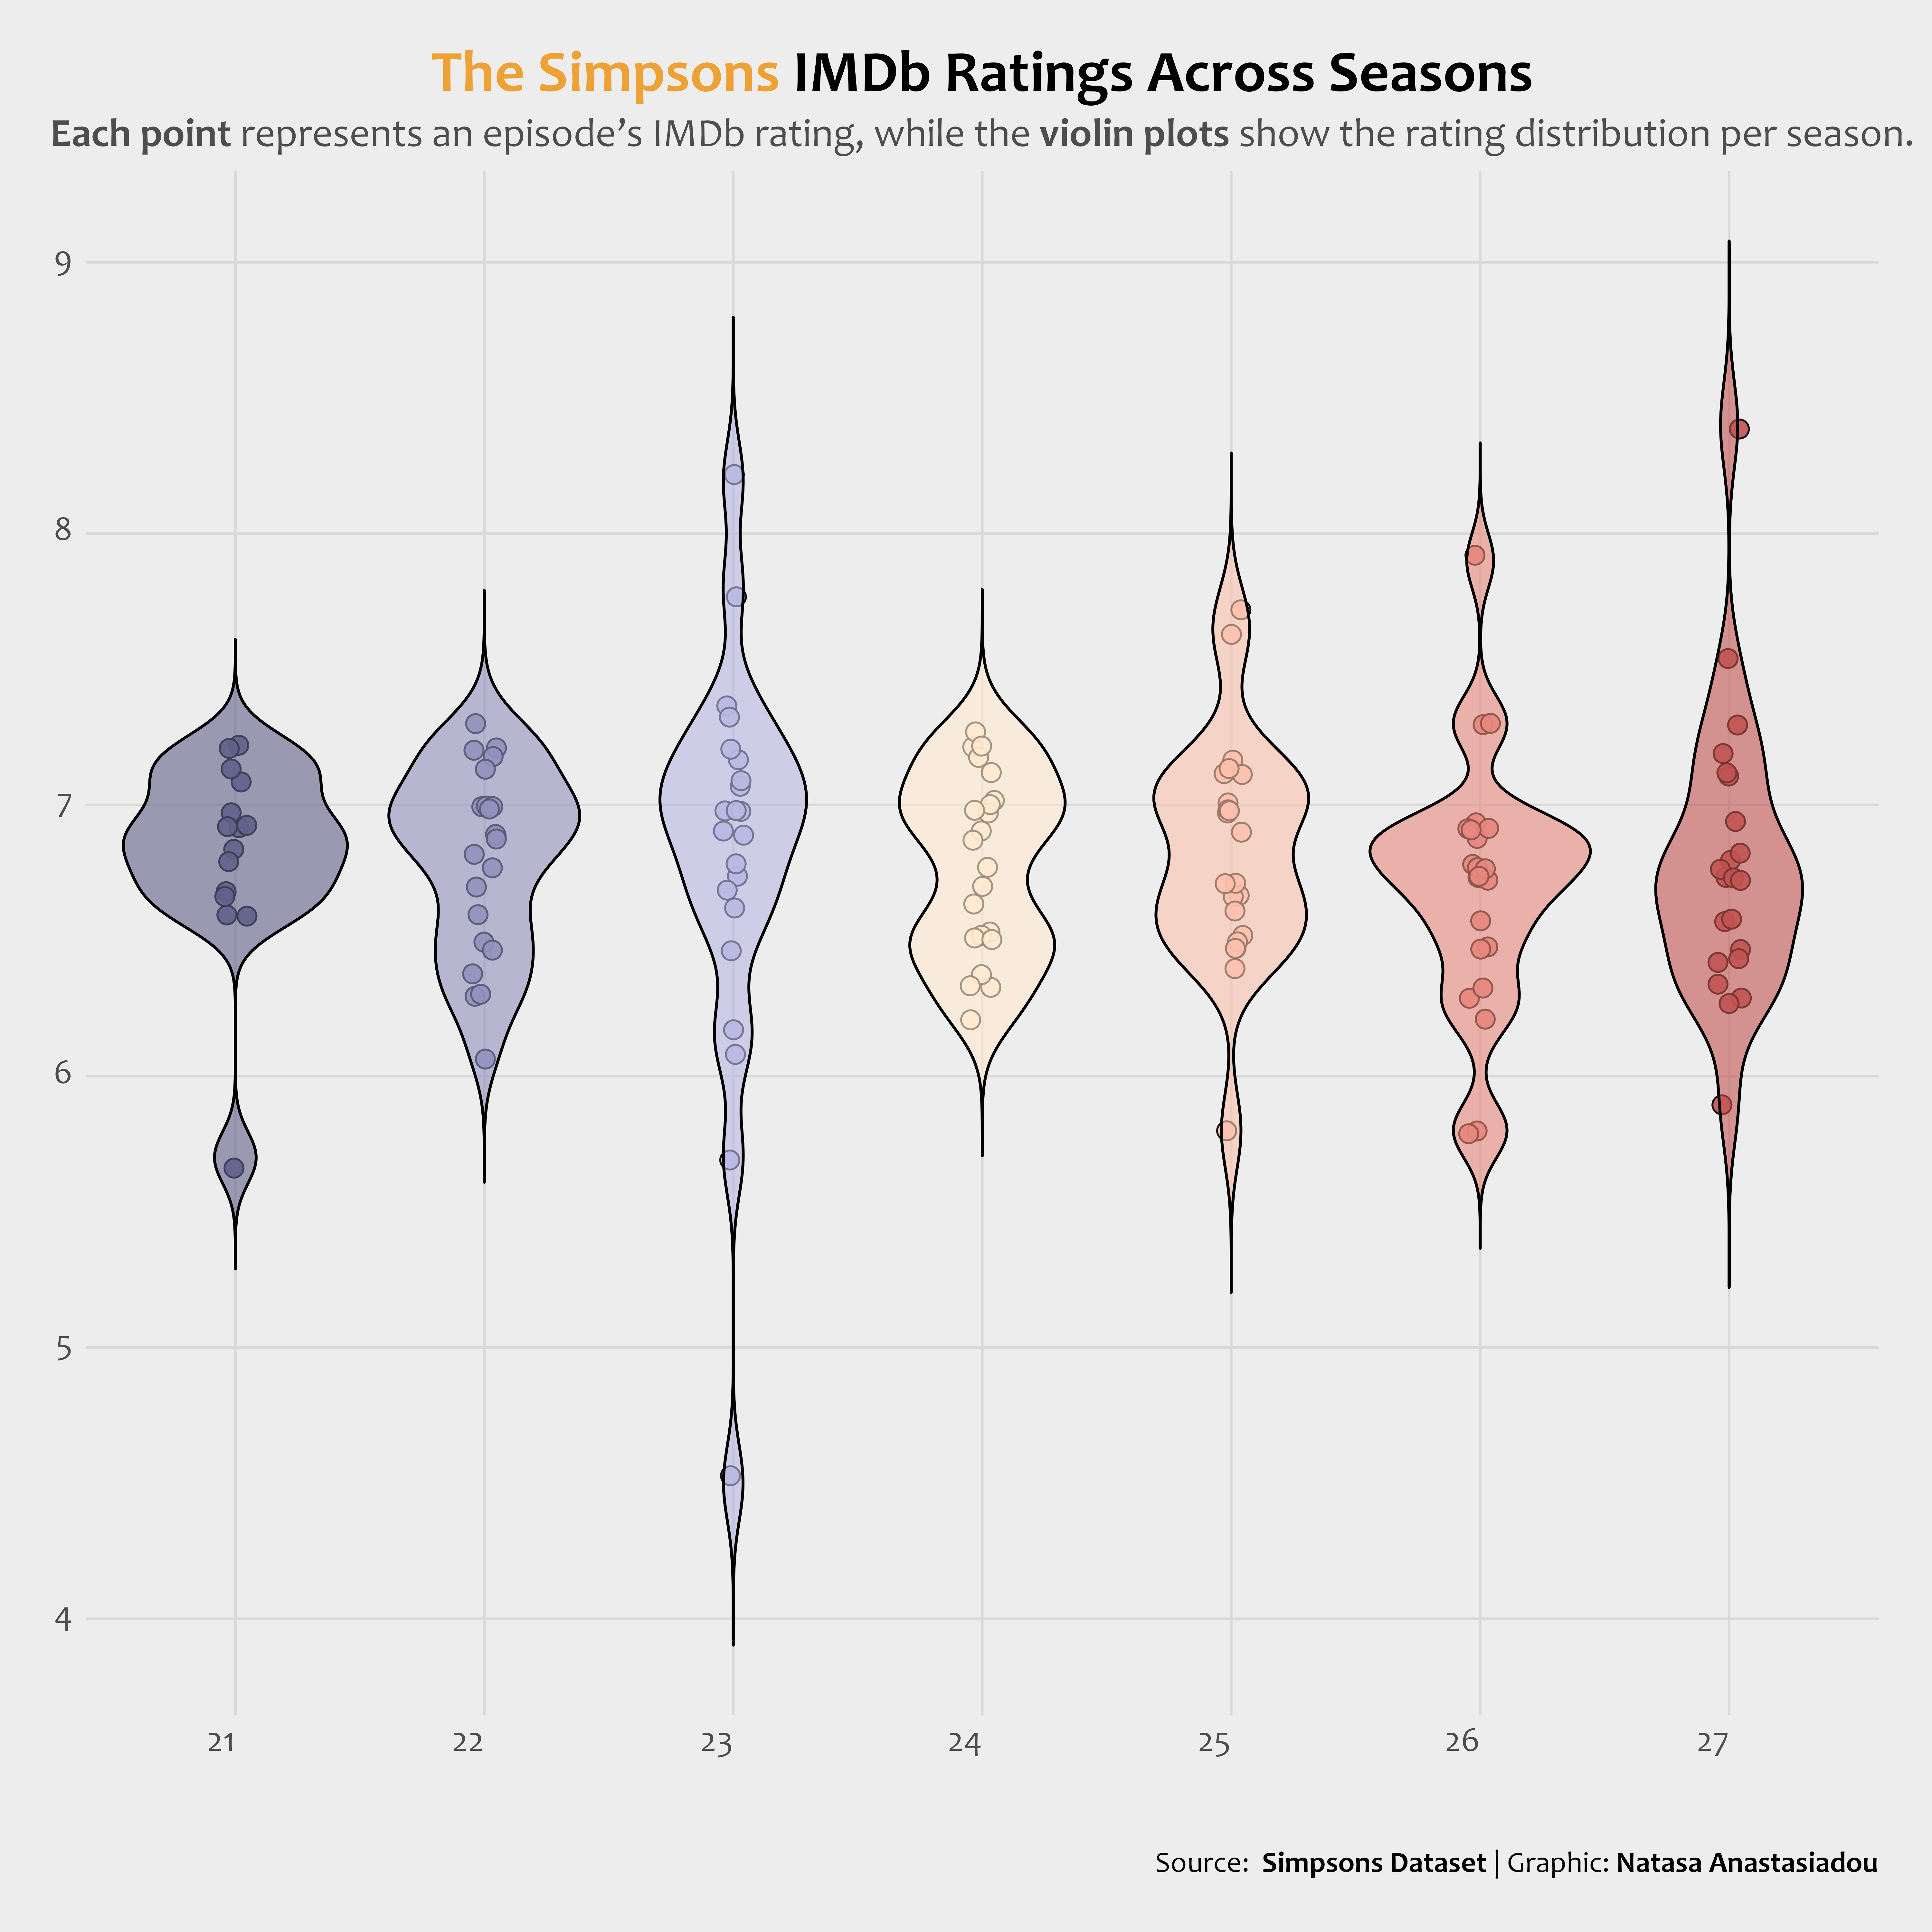 The Simpsons IMDb Ratings Across Seasons
Each point represents an episode’s IMDb rating, while the violin plots show the rating distribution per season.
9
8
7
6
5
4
21 22 23 24 25 26 27
Source: Simpsons Dataset | Graphic: Natasa Anastasiadou